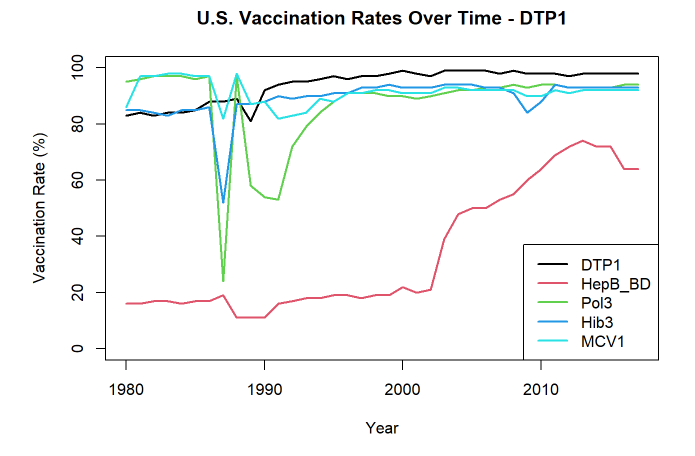 U.S. Vaccination Rates Over Time - DTP1
Vaccination Rate (%)
100
80
60
40
20
0
1980 1990 2000 2010
Year
DTP1
HepB_BD
Pol3
Hib3
MCV1